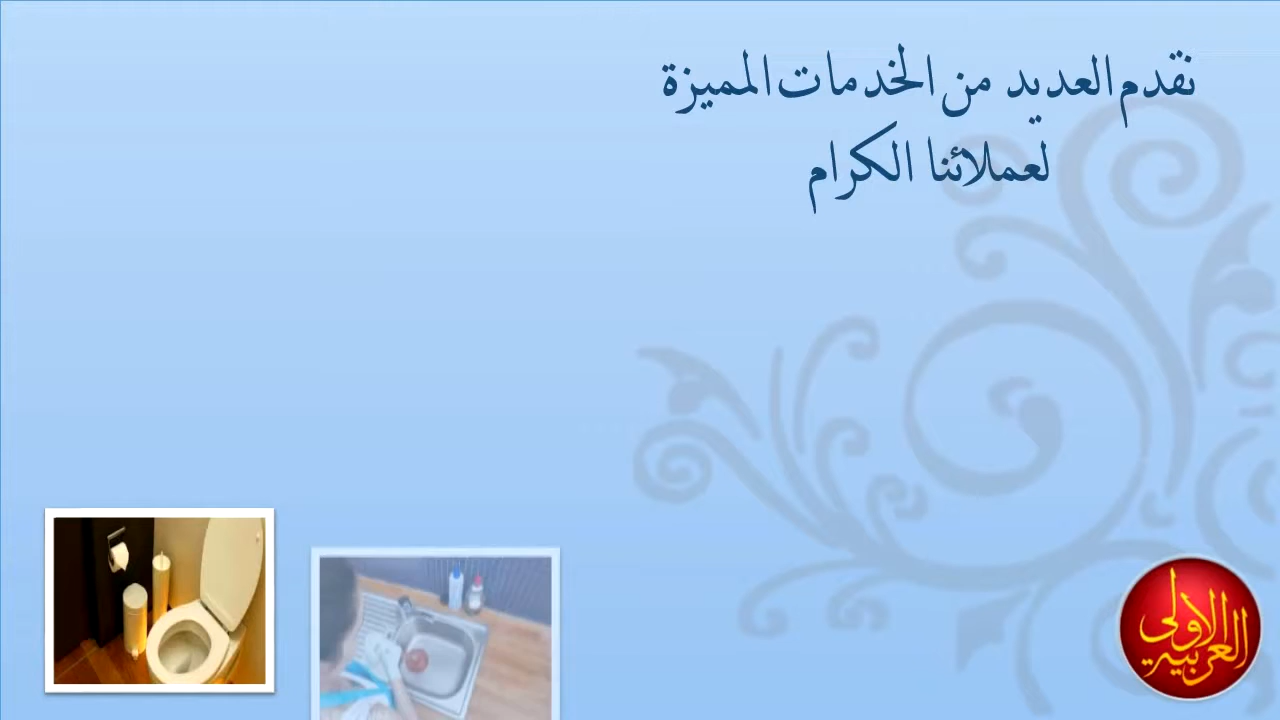 نقدم العديد من الخدمات المميزة
لعملائنا الكرام
العربية الاولى